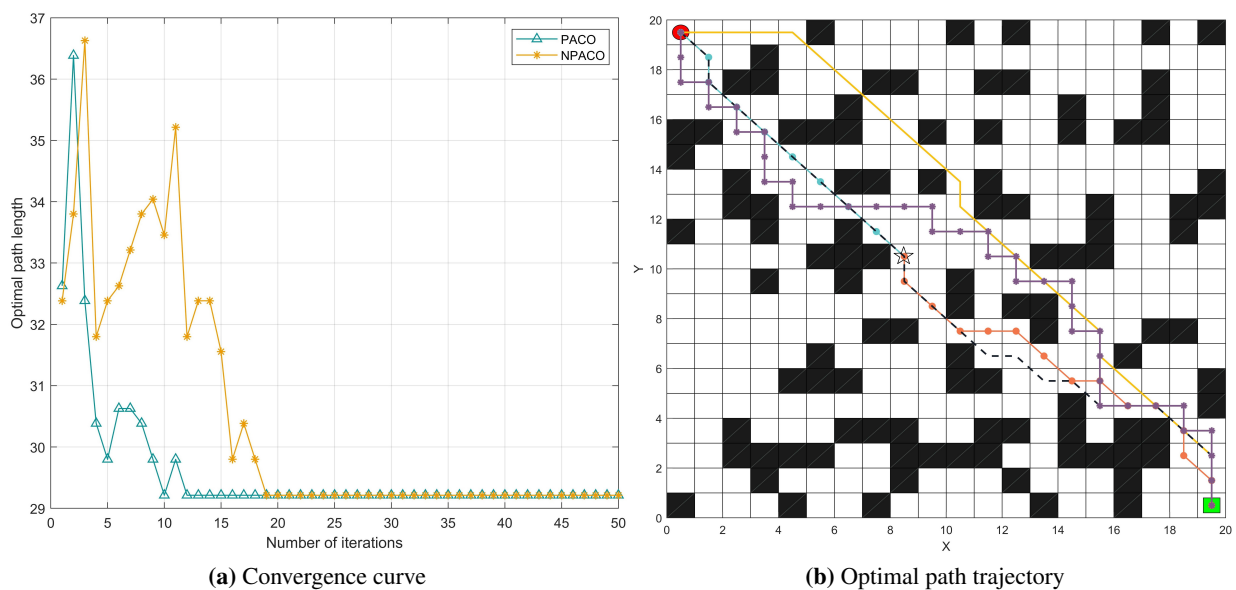 37
36
35
34
33
32
31
30
29
0 5 10 15 20 25 30 35 40 45 50
Optimal path length
Number of iterations
PACO
NPACO
(a) Convergence curve
20
18
16
14
12
10
8
6
4
2
0
0 2 4 6 8 10 12 14 16 18 20
Y
X
(b) Optimal path trajectory